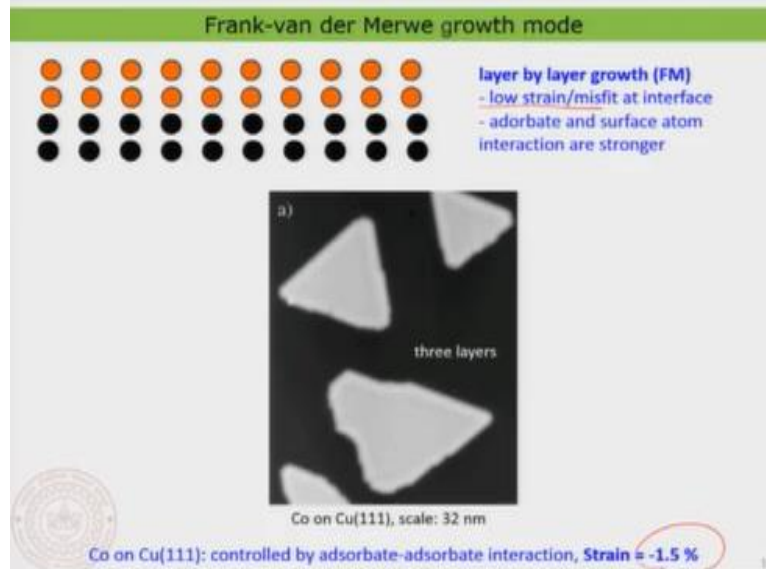 Frank-van der Merwe growth mode
layer by layer growth (FM)
- low strain/misfit at interface
- adorbate and surface atom
interaction are stronger
a)
three layers
Co on Cu(111), scale: 32 nm
Co on Cu(111): controlled by adsorbate-adsorbate interaction, Strain = -1.5 %